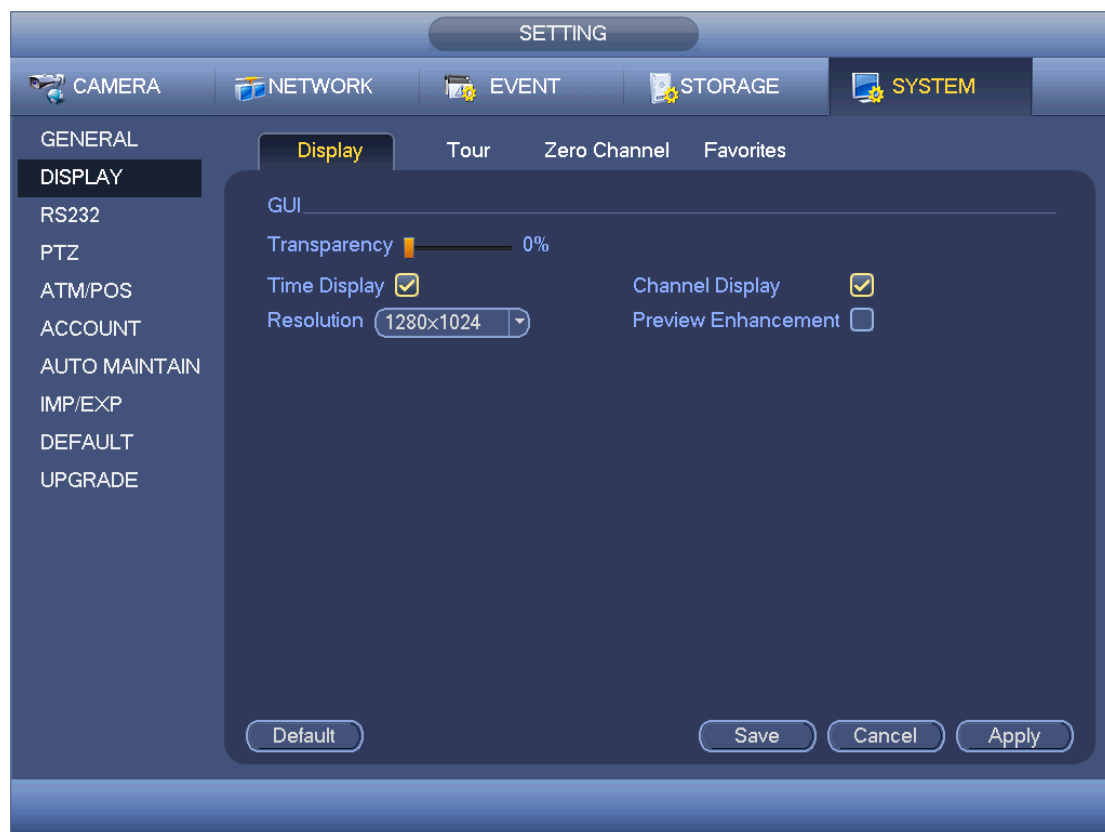 SETTING
CAMERA NETWORK EVENT STORAGE SYSTEM
GENERAL
DISPLAY
RS232
PTZ
ATM/POS
ACCOUNT
AUTO MAINTAIN
IMP/EXP
DEFAULT
UPGRADE
Display Tour Zero Channel Favorites
GUI
Transparency 0%
Time Display Channel Display
Resolution 1280x1024 Preview Enhancement
Default Save Cancel Apply